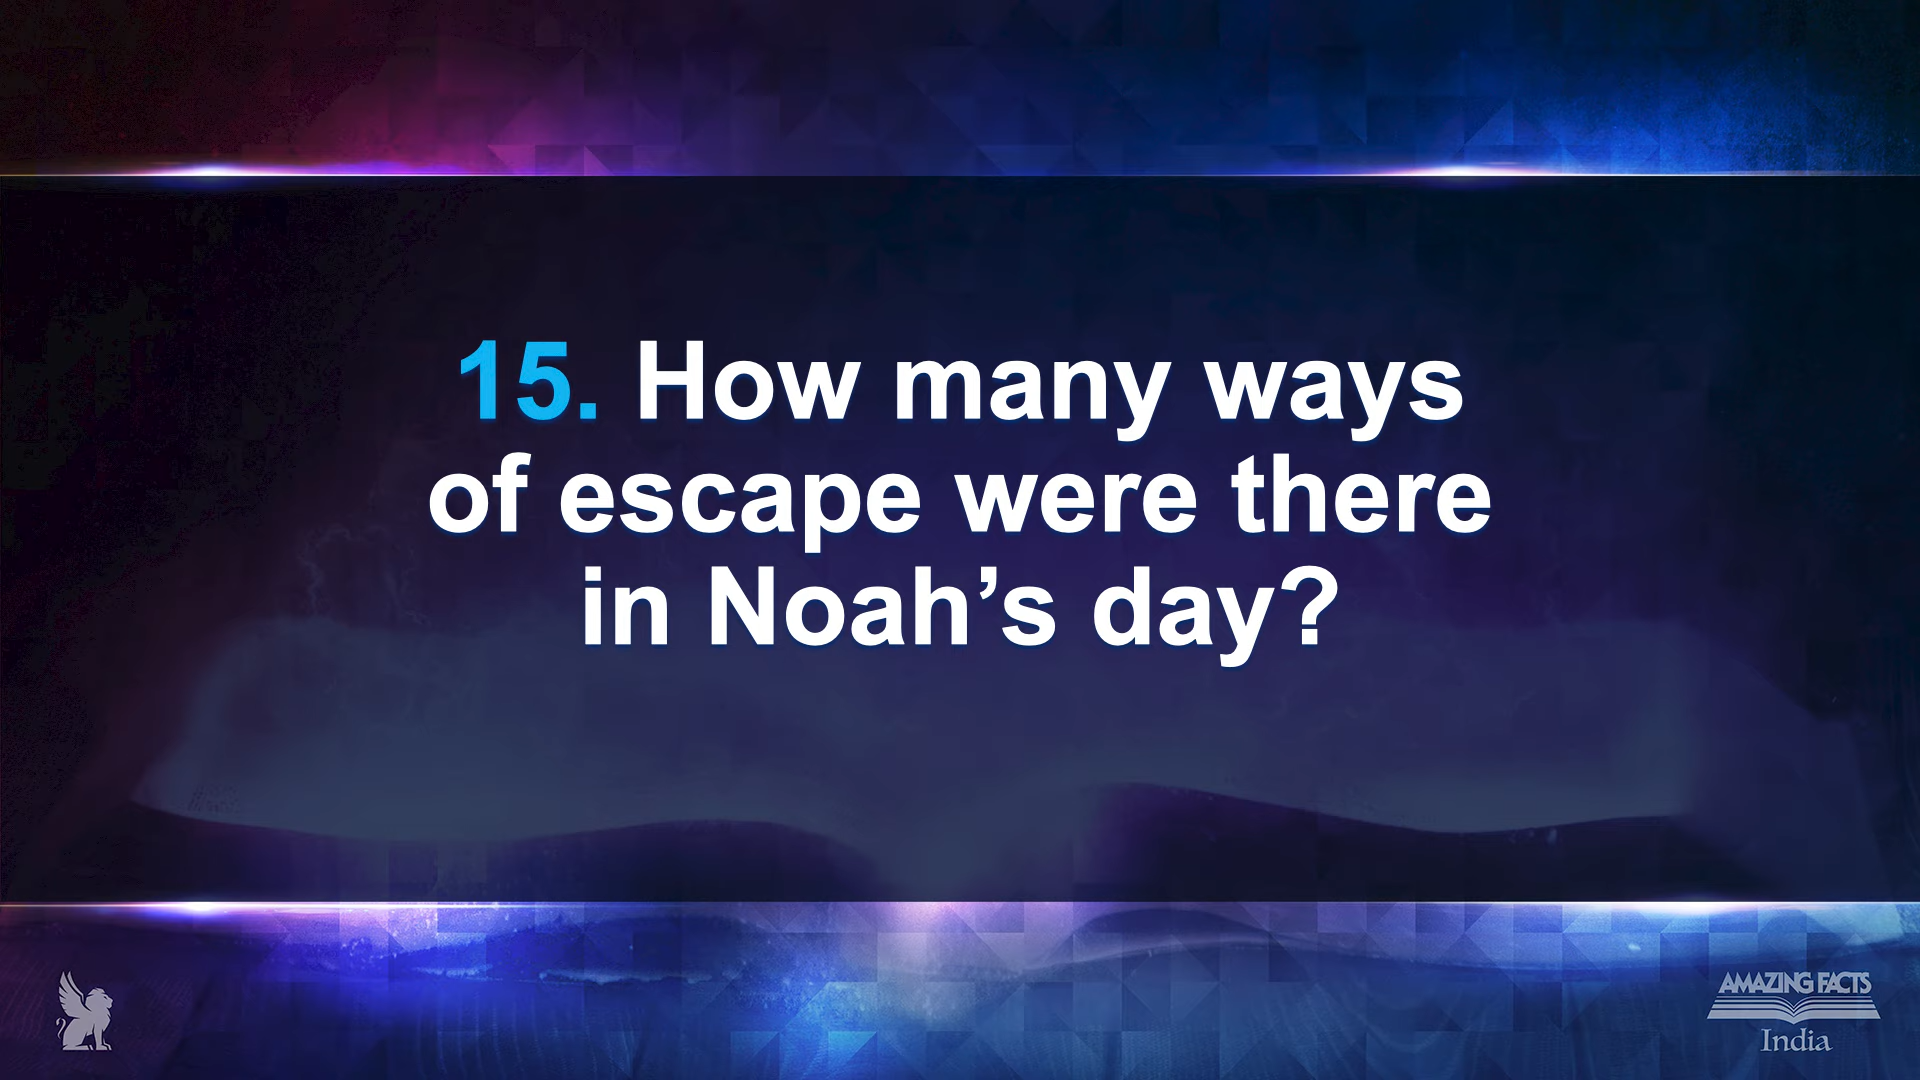 15. How many ways
of escape were there
in Noah’s day?
AMAZING FACTS
India